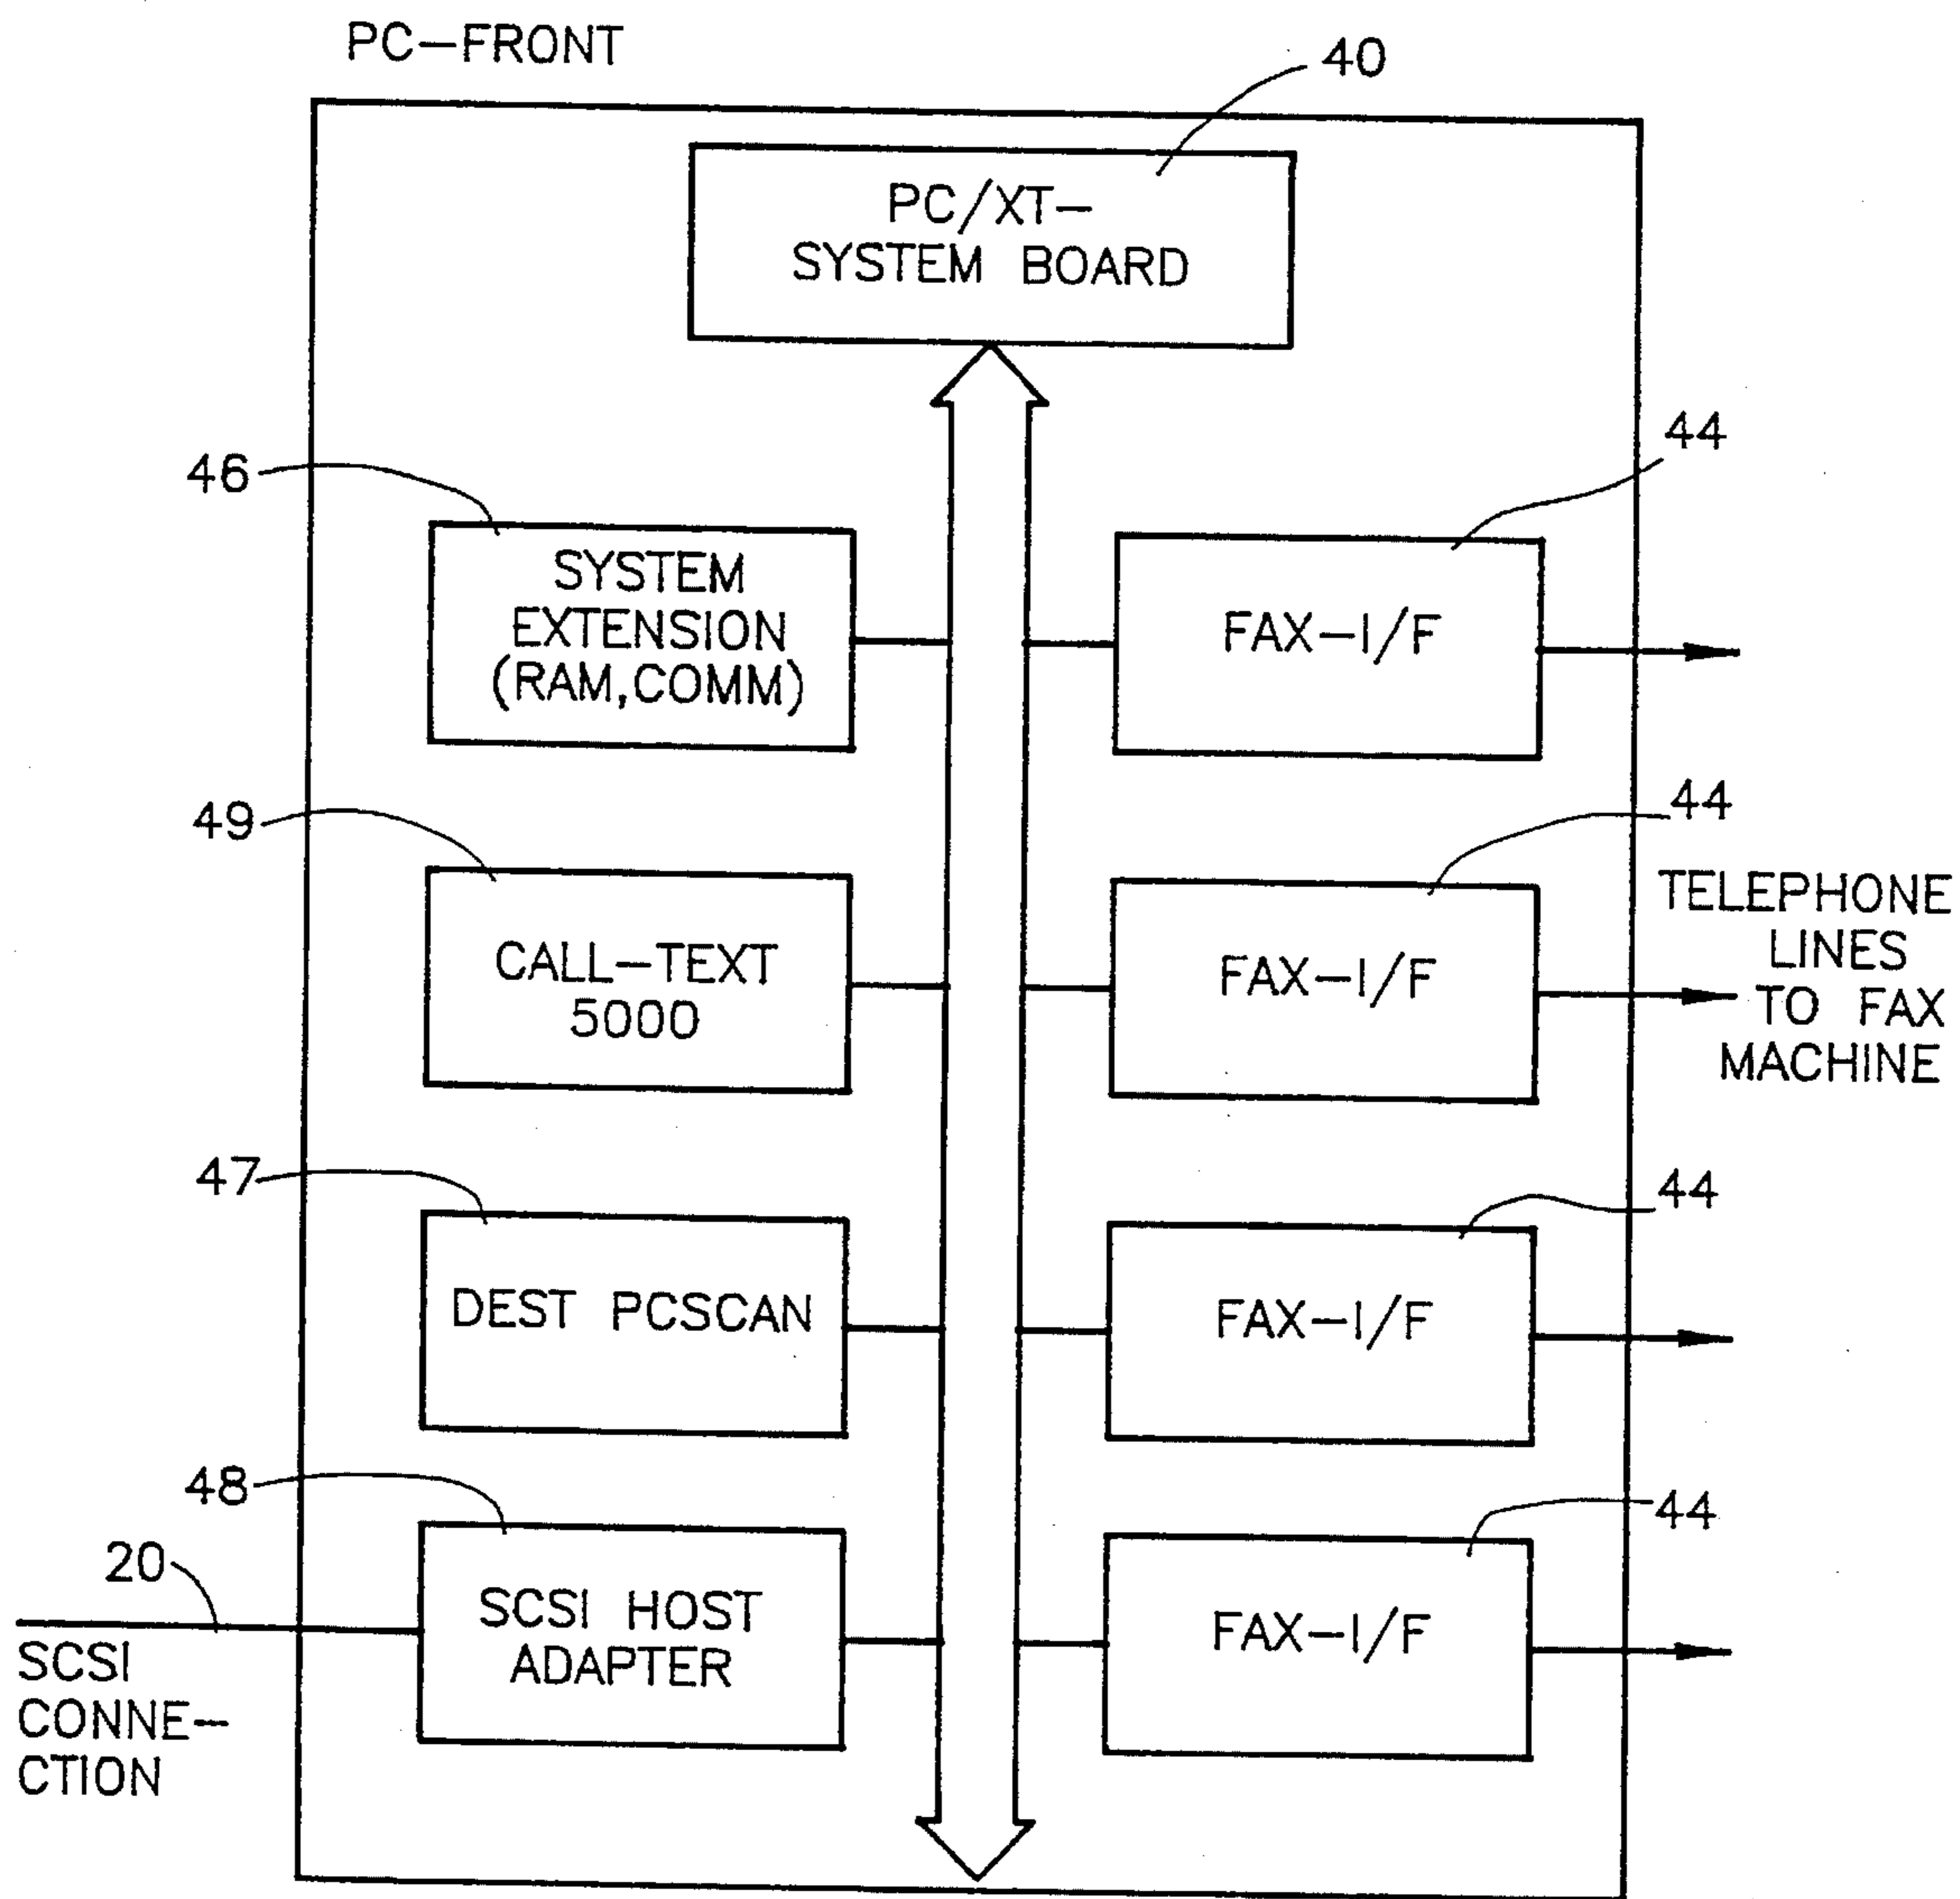 PC-FRONT
40
PC/XT-
SYSTEM BOARD
46
SYSTEM
EXTENSION
(RAM,COMM)
44
FAX-I/F
49
CALL-TEXT
5000
44
FAX-I/F
TELEPHONE
LINES
TO FAX
MACHINE
47
DEST PCSCAN
44
FAX-I/F
48
SCSI HOST
ADAPTER
44
FAX-I/F
20
SCSI
CONNE-
CTION